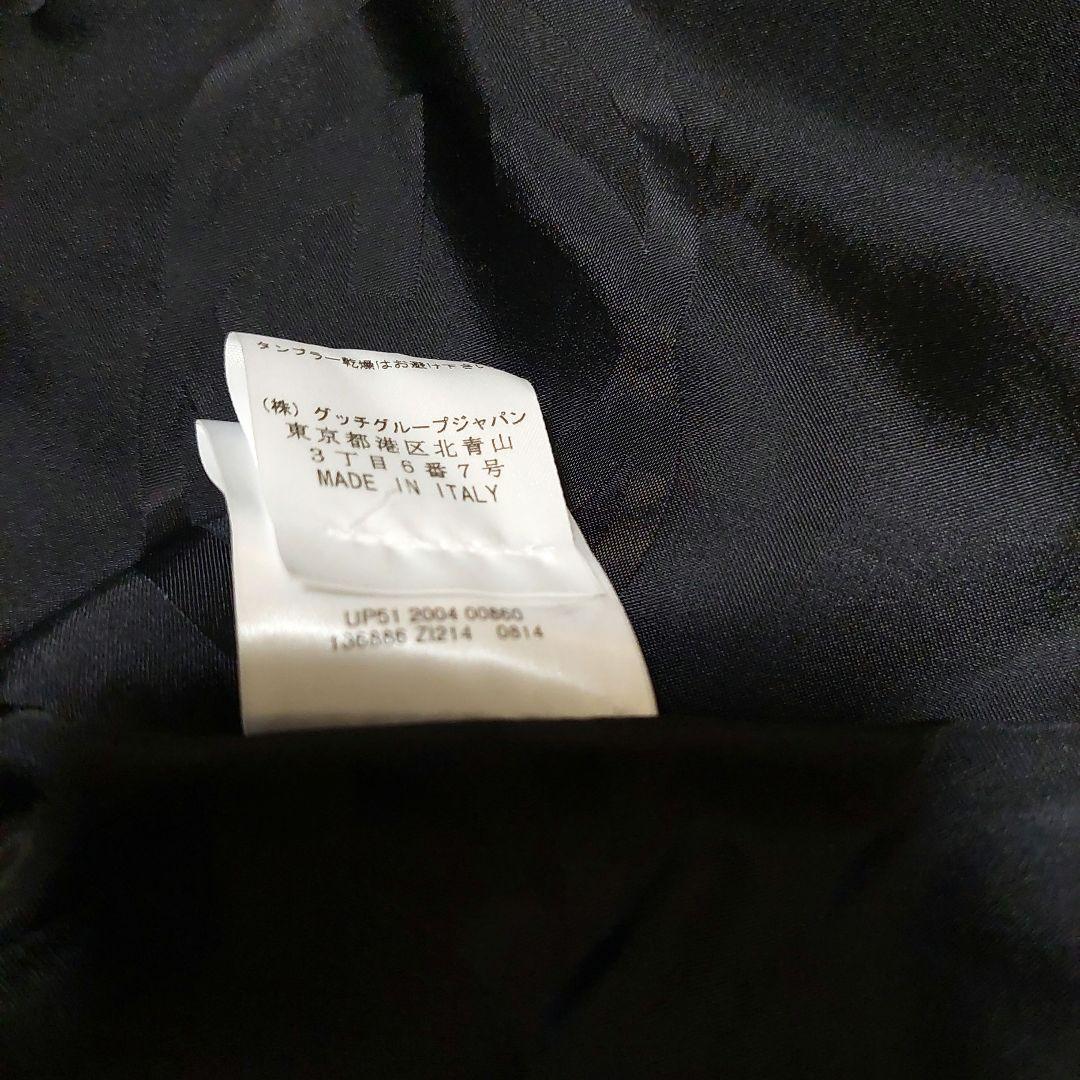 タンブラー乾燥はお避け下さい
(株) グッチグループジャパン
東京都港区北青山
3丁目6番7号
MADE IN ITALY
UP51 2004 00860
136886 Z1214 0814